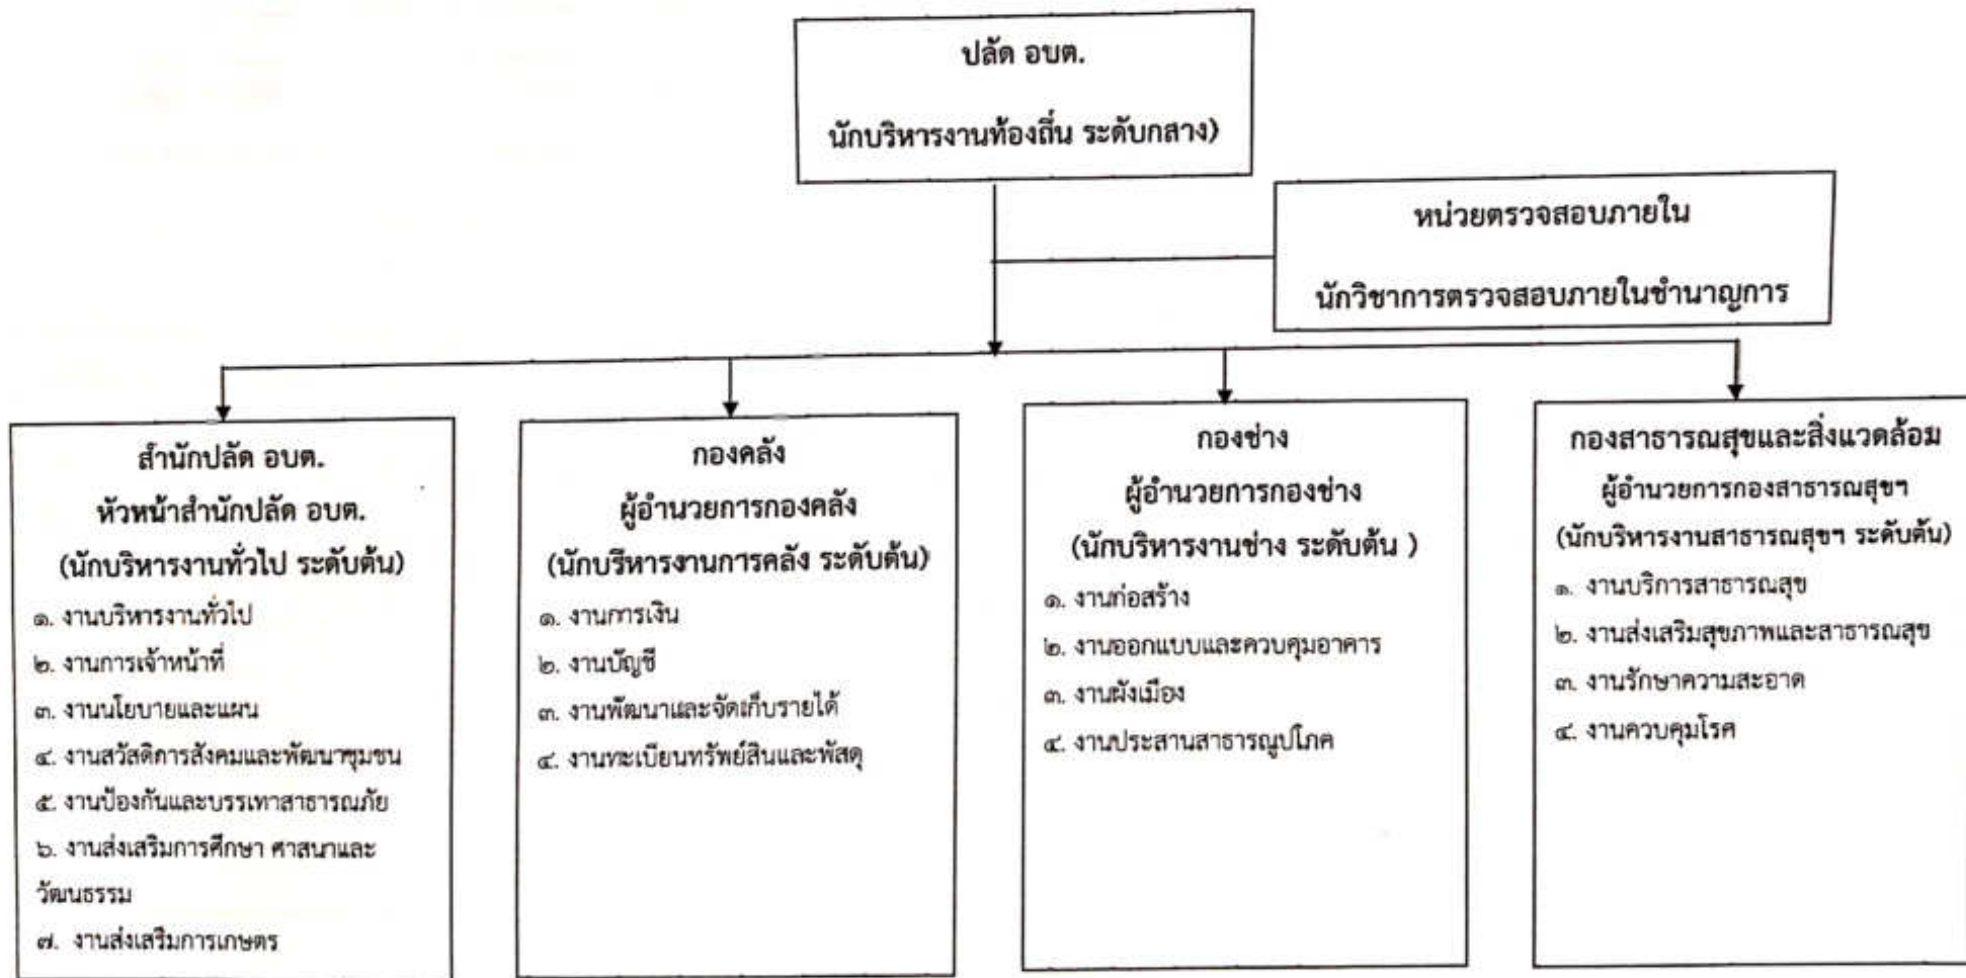 ปลัด อบต.
นักบริหารงานท้องถิ่น ระดับกลาง)
หน่วยตรวจสอบภายใน
นักวิชาการตรวจสอบภายในชำนาญการ
สำนักปลัด อบต.
หัวหน้าสำนักปลัด อบต.
(นักบริหารงานทั่วไป ระดับต้น)
๑. งานบริหารงานทั่วไป
๒. งานการเจ้าหน้าที่
๓. งานนโยบายและแผน
๔. งานสวัสดิการสังคมและพัฒนาชุมชน
๕. งานป้องกันและบรรเทาสาธารณภัย
๖. งานส่งเสริมการศึกษา ศาสนาและ
วัฒนธรรม
๗. งานส่งเสริมการเกษตร
กองคลัง
ผู้อำนวยการกองคลัง
(นักบริหารงานการคลัง ระดับต้น)
๑. งานการเงิน
๒. งานบัญชี
๓. งานพัฒนาและจัดเก็บรายได้
๔. งานทะเบียนทรัพย์สินและพัสดุ
กองช่าง
ผู้อำนวยการกองช่าง
(นักบริหารงานช่าง ระดับต้น )
๑. งานก่อสร้าง
๒. งานออกแบบและควบคุมอาคาร
๓. งานผังเมือง
๔. งานประสานสาธารณูปโภค
กองสาธารณสุขและสิ่งแวดล้อม
ผู้อำนวยการกองสาธารณสุขฯ
(นักบริหารงานสาธารณสุขฯ ระดับต้น)
๑. งานบริการสาธารณสุข
๒. งานส่งเสริมสุขภาพและสาธารณสุข
๓. งานรักษาความสะอาด
๔. งานควบคุมโรค